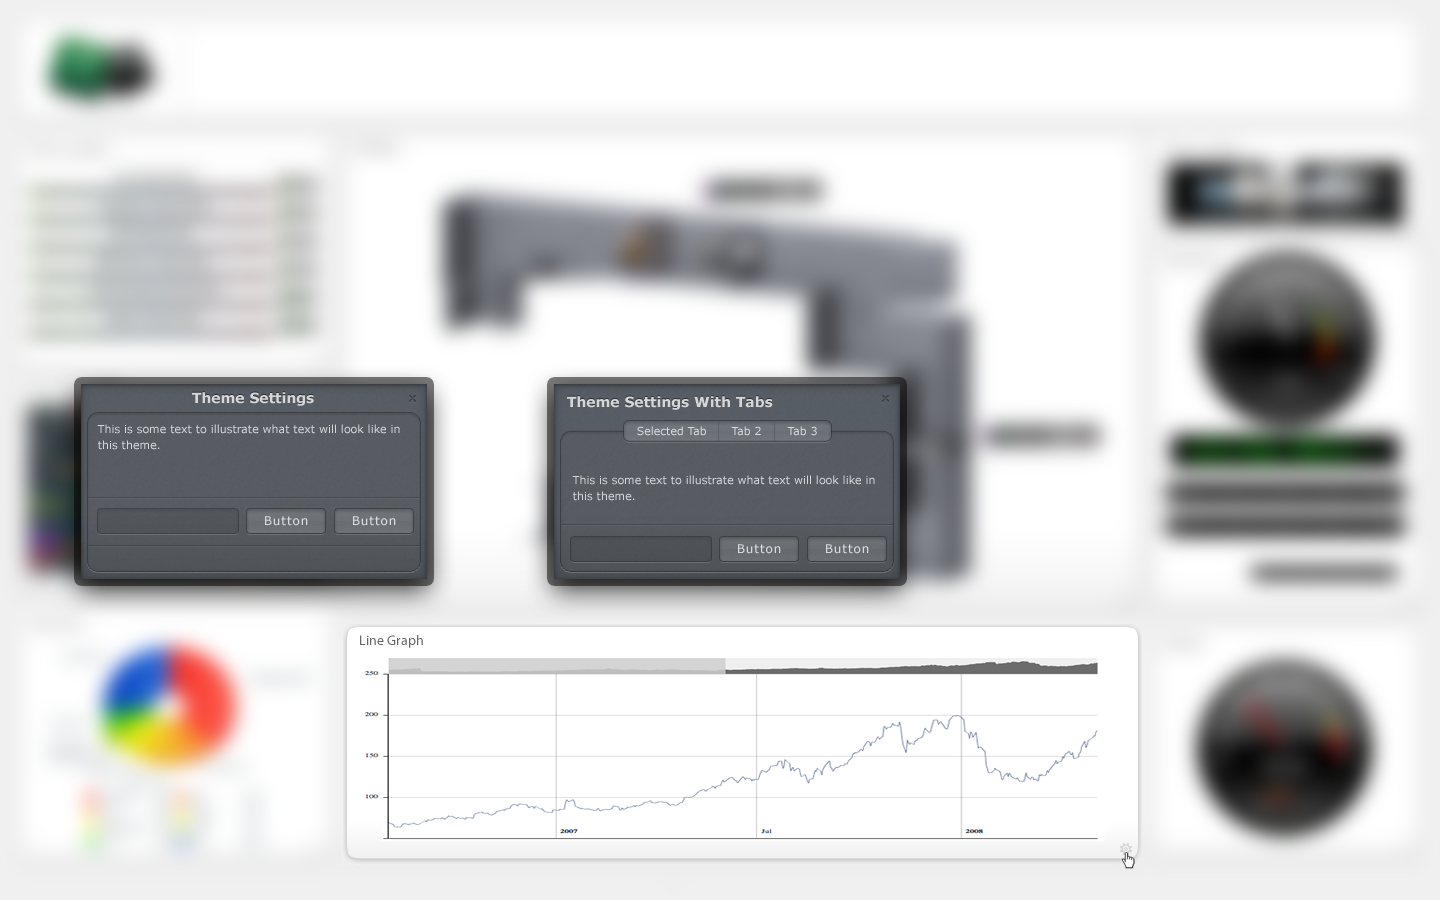 Theme Settings
This is some text to illustrate what text will look like in
this theme.
Button Button
Theme Settings With Tabs
Selected Tab Tab 2 Tab 3
This is some text to illustrate what text will look like in
this theme.
Button Button
Line Graph
250
200
150
100
2007 Jul 2008